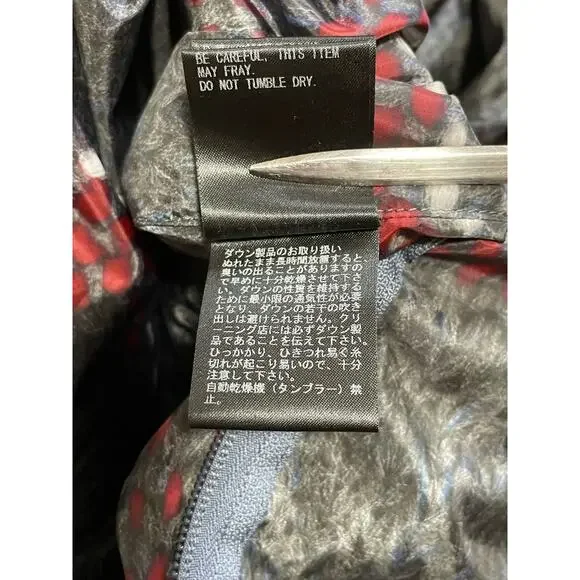 BE CAREFUL, THIS ITEM
MAY FRAY.
DO NOT TUMBLE DRY.
ダウン製品のお取り扱い
ぬれたまま長時間放置すると
臭いの出ることがありますの
で早めに十分乾燥させて下さ
い。ダウンの性質を維持する
ために最小限の通気性が必要
となり、ダウンの若干の吹き
出しは避けられません。クリ
ーニング店には必ずダウン製
品であることを伝えて下さい。
ひっかかり、ひきつれ易く糸
切れが起こり易いので、十分
注意して下さい。
自動乾燥機（タンブラー）禁
止。